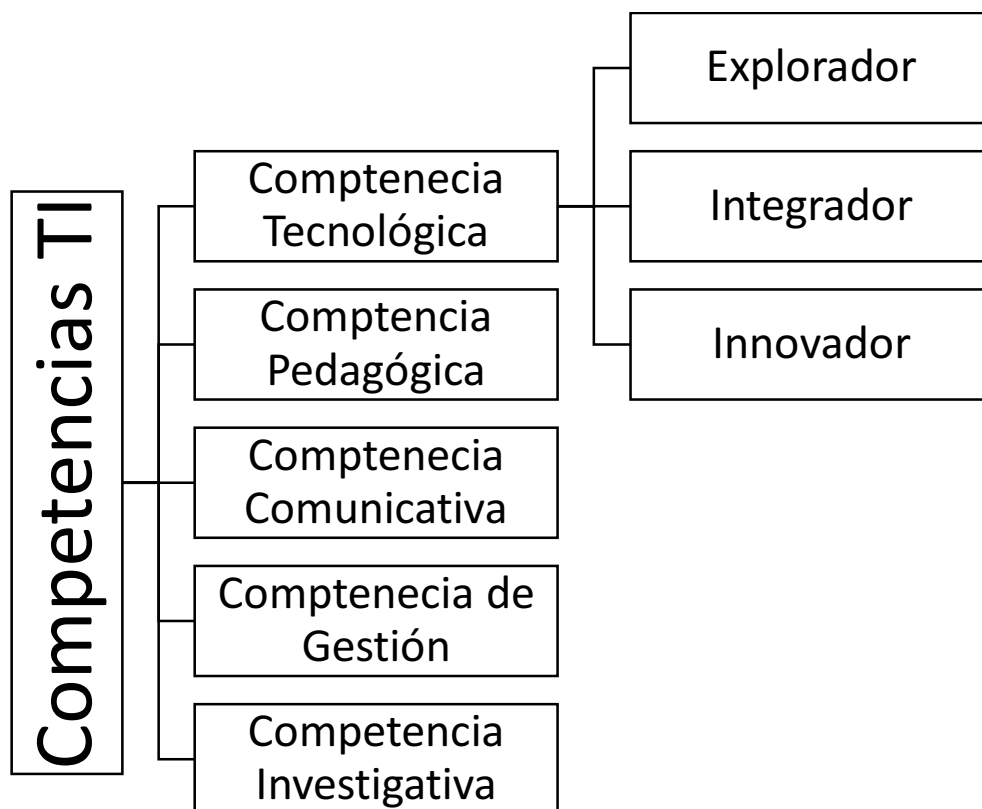 Competencias TI
Comptenecia
Tecnológica
Explorador
Integrador
Innovador
Comptencia
Pedagógica
Comptenecia
Comunicativa
Comptenecia de
Gestión
Competencia
Investigativa